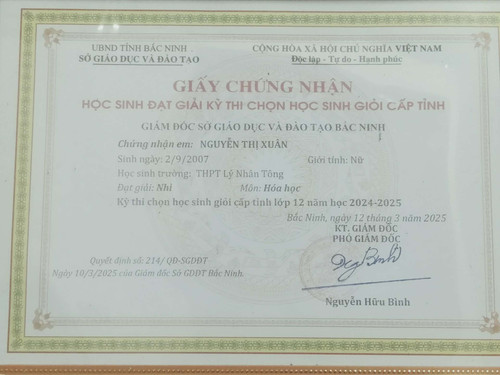 UBND TỈNH BẮC NINH
SỞ GIÁO DỤC VÀ ĐÀO TẠO
CỘNG HÒA XÃ HỘI CHỦ NGHĨA VIỆT NAM
Độc lập - Tự do - Hạnh phúc
GIẤY CHỨNG NHẬN
HỌC SINH ĐẠT GIẢI KỲ THI CHỌN HỌC SINH GIỎI CẤP TỈNH
GIÁM ĐỐC SỞ GIÁO DỤC VÀ ĐÀO TẠO BẮC NINH
Chứng nhận em: NGUYỄN THỊ XUÂN
Sinh ngày: 2/9/2007 Giới tính: Nữ
Học sinh trường: THPT Lý Nhân Tông
Đạt giải: Nhì Môn: Hóa học
Kỳ thi chọn học sinh giỏi cấp tỉnh lớp 12 năm học 2024-2025
Bắc Ninh, ngày 12 tháng 3 năm 2025
KT. GIÁM ĐỐC
PHÓ GIÁM ĐỐC
Quyết định số: 214/ QĐ-SGDĐT
Ngày 10/3/2025 của Giám đốc Sở GDĐT Bắc Ninh
Nguyễn Hữu Bình